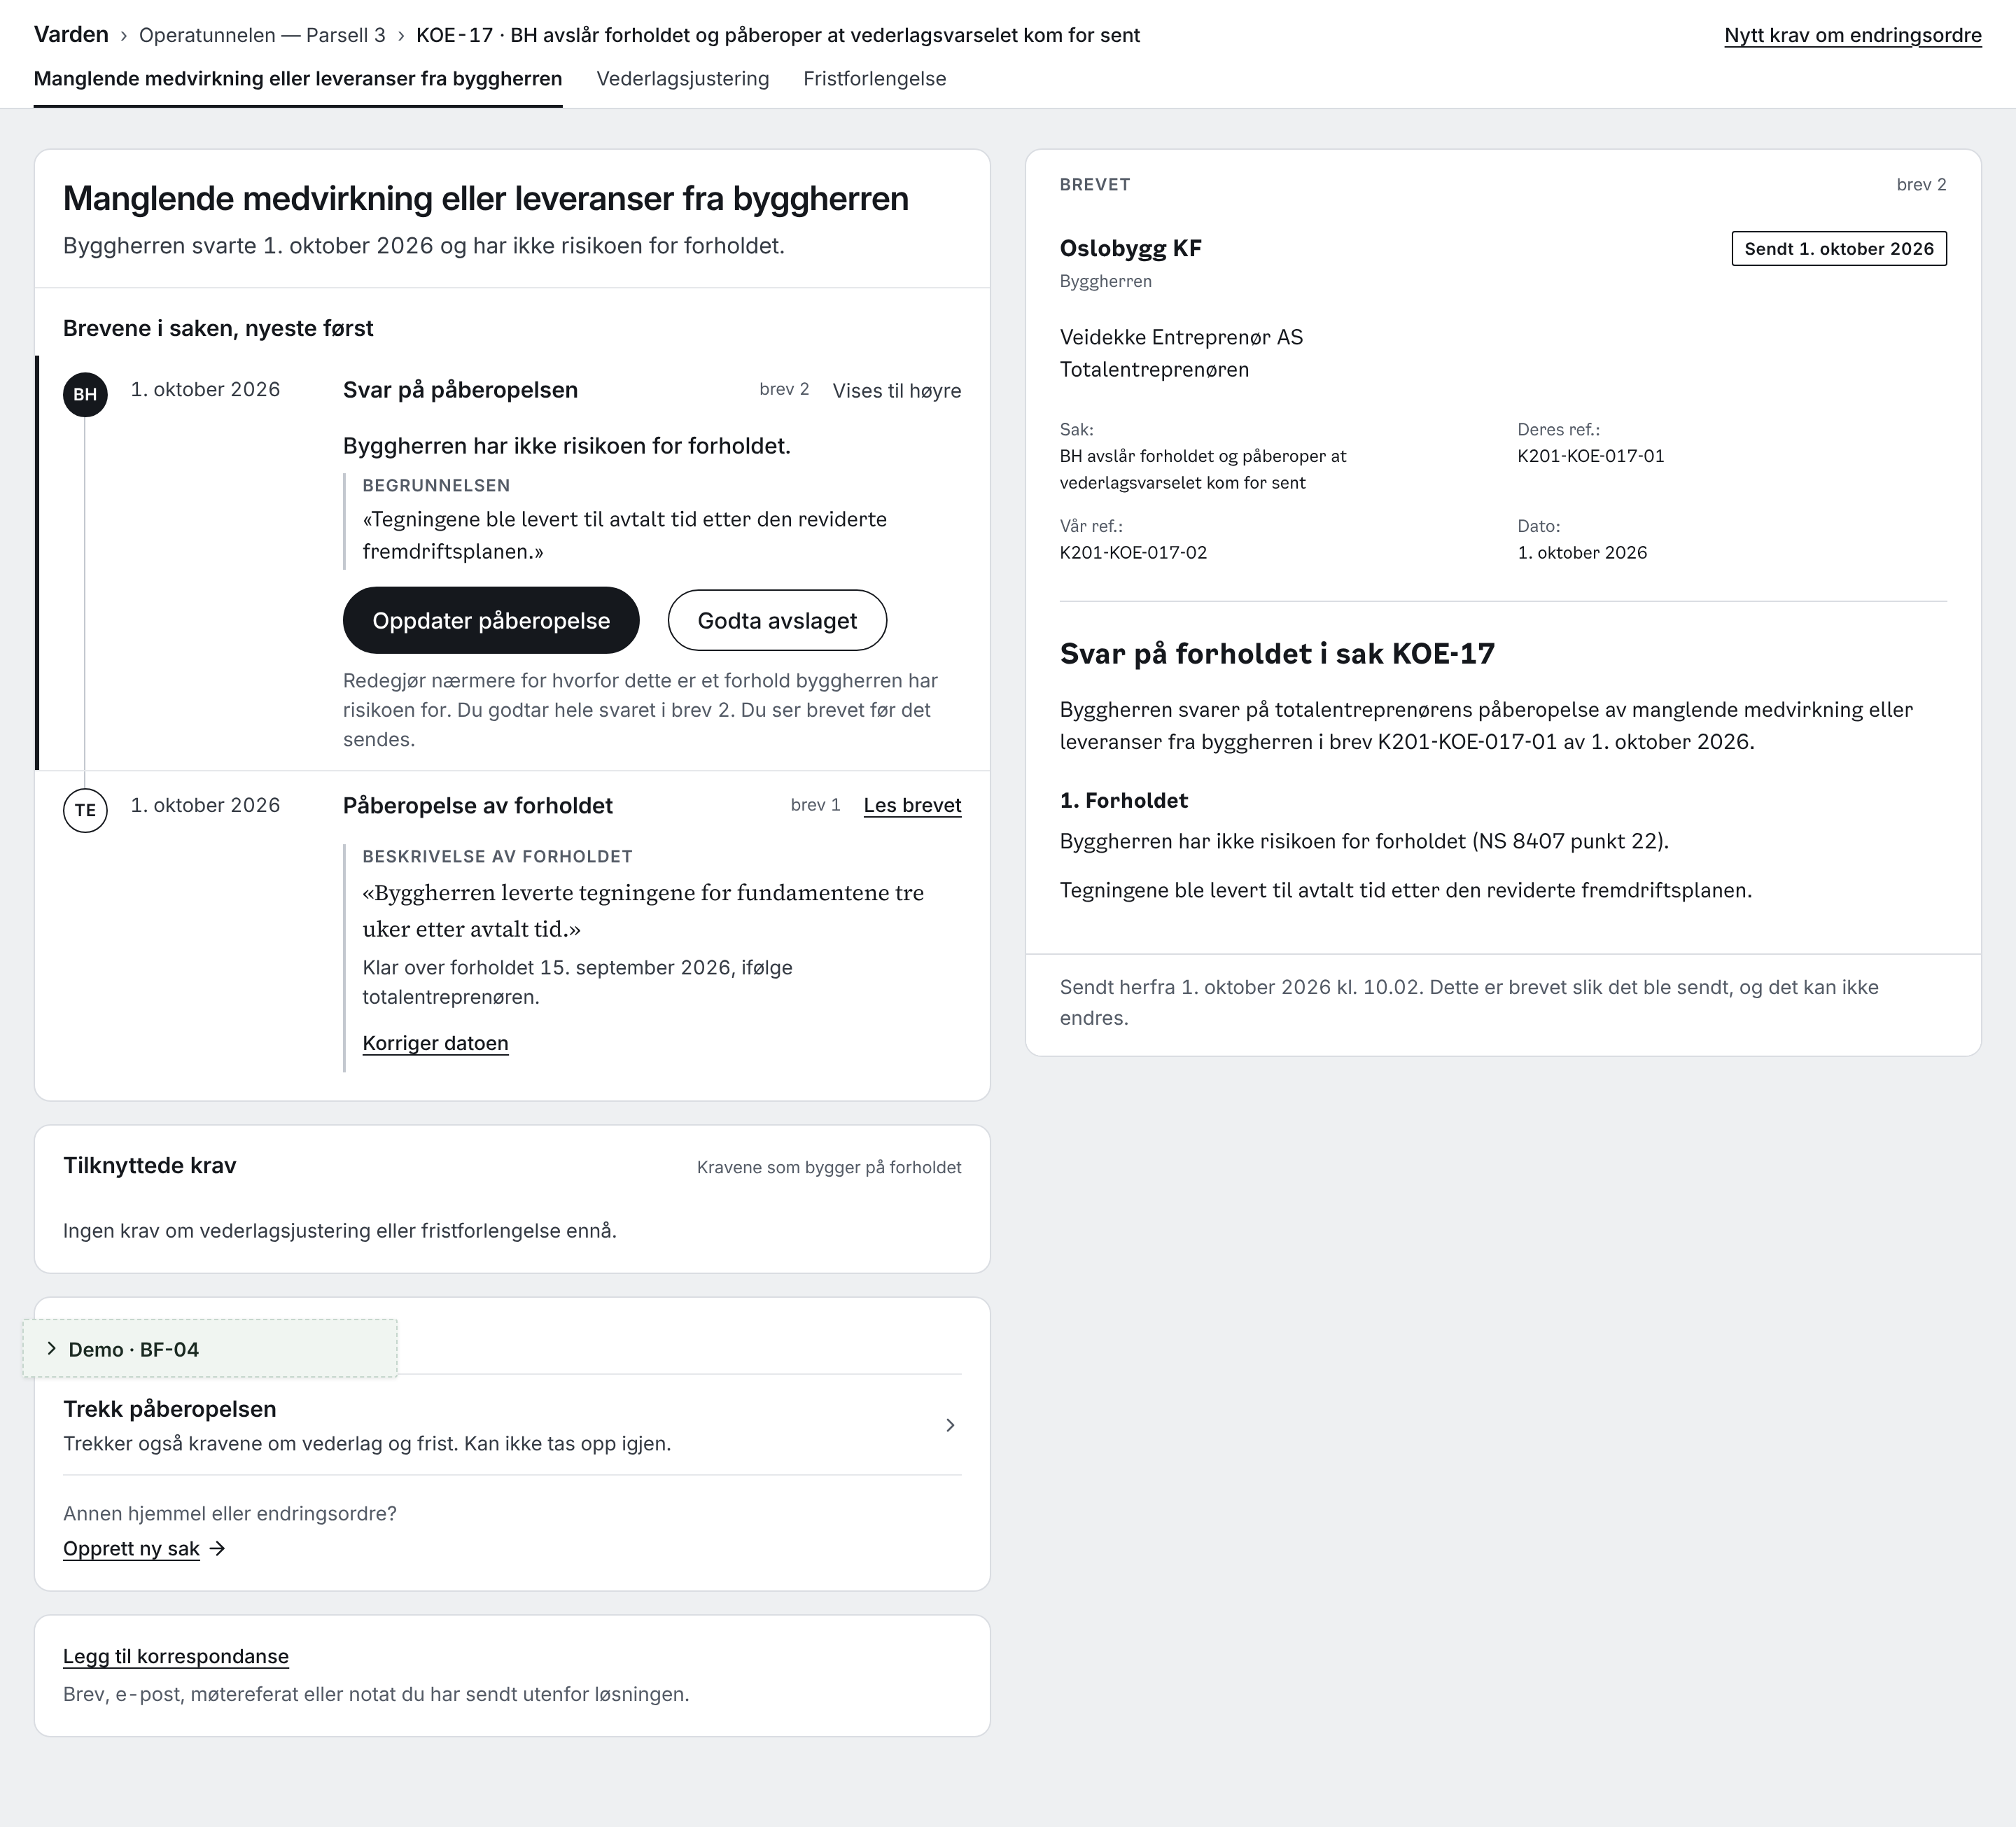 Varden › Operatunnelen — Parsell 3 › KOE-17 · BH avslår forholdet og påberoper at vederlagsvarselet kom for sent
Nytt krav om endringsordre
Manglende medvirkning eller leveranser fra byggherren
Vederlagsjustering
Fristforlengelse
Manglende medvirkning eller leveranser fra byggherren
Byggherren svarte 1. oktober 2026 og har ikke risikoen for forholdet.
Brevene i saken, nyeste først
BH
1. oktober 2026
Svar på påberopelsen
brev 2
Vises til høyre
Byggherren har ikke risikoen for forholdet.
BEGRUNNELSEN
«Tegningene ble levert til avtalt tid etter den reviderte
fremdriftsplanen.»
Oppdater påberopelse
Godta avslaget
Redegjør nærmere for hvorfor dette er et forhold byggherren har
risikoen for. Du godtar hele svaret i brev 2. Du ser brevet før det
sendes.
TE
1. oktober 2026
Påberopelse av forholdet
brev 1
Les brevet
BESKRIVELSE AV FORHOLDET
«Byggherren leverte tegningene for fundamentene tre
uker etter avtalt tid.»
Klar over forholdet 15. september 2026, ifølge
totalentreprenøren.
Korriger datoen
Tilknyttede krav
Kravene som bygger på forholdet
Ingen krav om vederlagsjustering eller fristforlengelse ennå.
Demo · BF-04
Trekk påberopelsen
Trekker også kravene om vederlag og frist. Kan ikke tas opp igjen.
Annen hjemmel eller endringsordre?
Opprett ny sak →
Legg til korrespondanse
Brev, e-post, møtereferat eller notat du har sendt utenfor løsningen.
BREVET
brev 2
Oslobygg KF
Sendt 1. oktober 2026
Byggherren
Veidekke Entreprenør AS
Totalentreprenøren
Sak:
BH avslår forholdet og påberoper at
vederlagsvarselet kom for sent
Deres ref.:
K201-KOE-017-01
Vår ref.:
K201-KOE-017-02
Dato:
1. oktober 2026
Svar på forholdet i sak KOE-17
Byggherren svarer på totalentreprenørens påberopelse av manglende medvirkning eller
leveranser fra byggherren i brev K201-KOE-017-01 av 1. oktober 2026.
1. Forholdet
Byggherren har ikke risikoen for forholdet (NS 8407 punkt 22).
Tegningene ble levert til avtalt tid etter den reviderte fremdriftsplanen.
Sendt herfra 1. oktober 2026 kl. 10.02. Dette er brevet slik det ble sendt, og det kan ikke
endres.